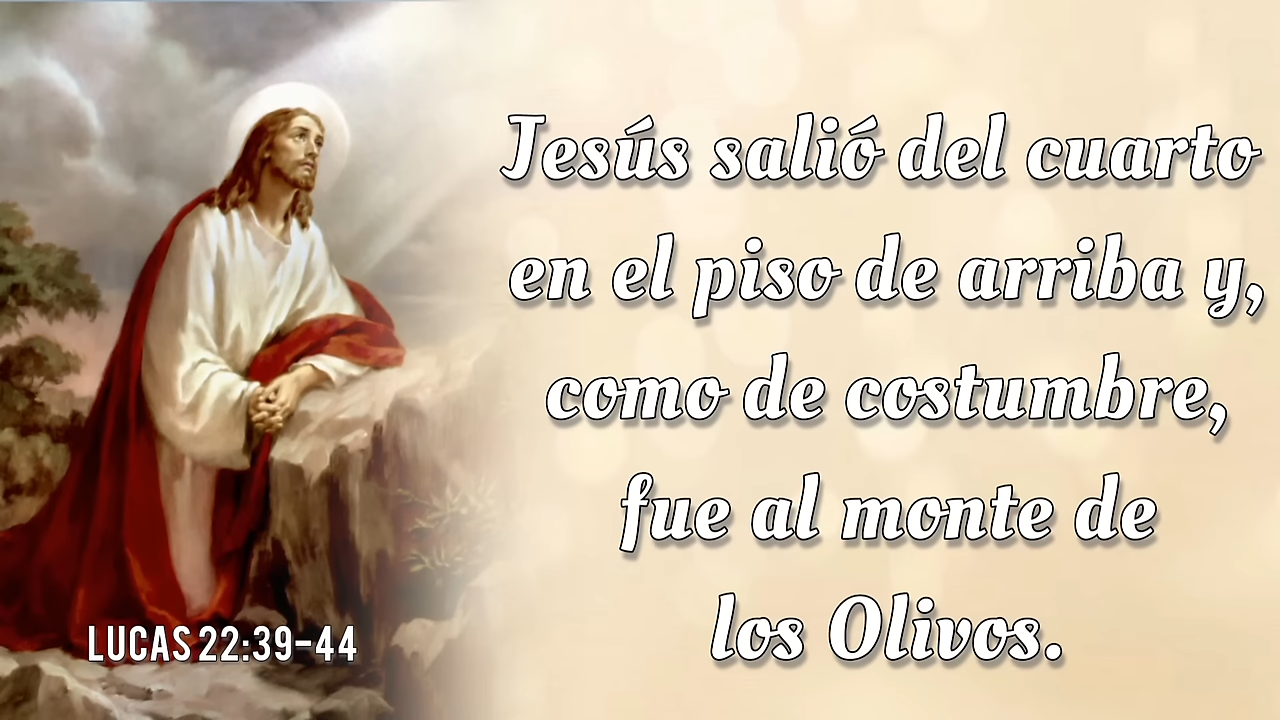 Jesús salió del cuarto
en el piso de arriba y,
como de costumbre,
fue al monte de
los Olivos.
LUCAS 22:39-44